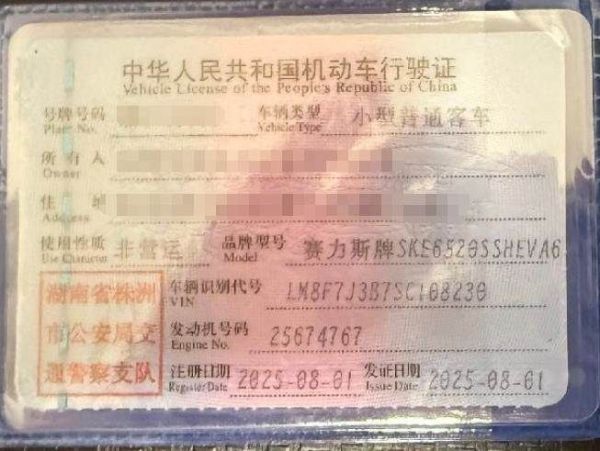 中华人民共和国机动车行驶证
Vehicle License of the People's Republic of China
号牌号码 车辆类型 小型普通客车
Plate No. Vehicle Type
所有人
Owner
住 址
Address
使用性质 非营运 品牌型号 赛力斯牌SKE6520SSHEVA6
Use Character Model
湖南省株洲 车辆识别代号 LM8F7J3B7SC108230
VIN
市公安局交 发动机号码 25674767
Engine No.
通警察支队 注册日期 2025-08-01 发证日期 2025-08-01
Register Date Issue Date